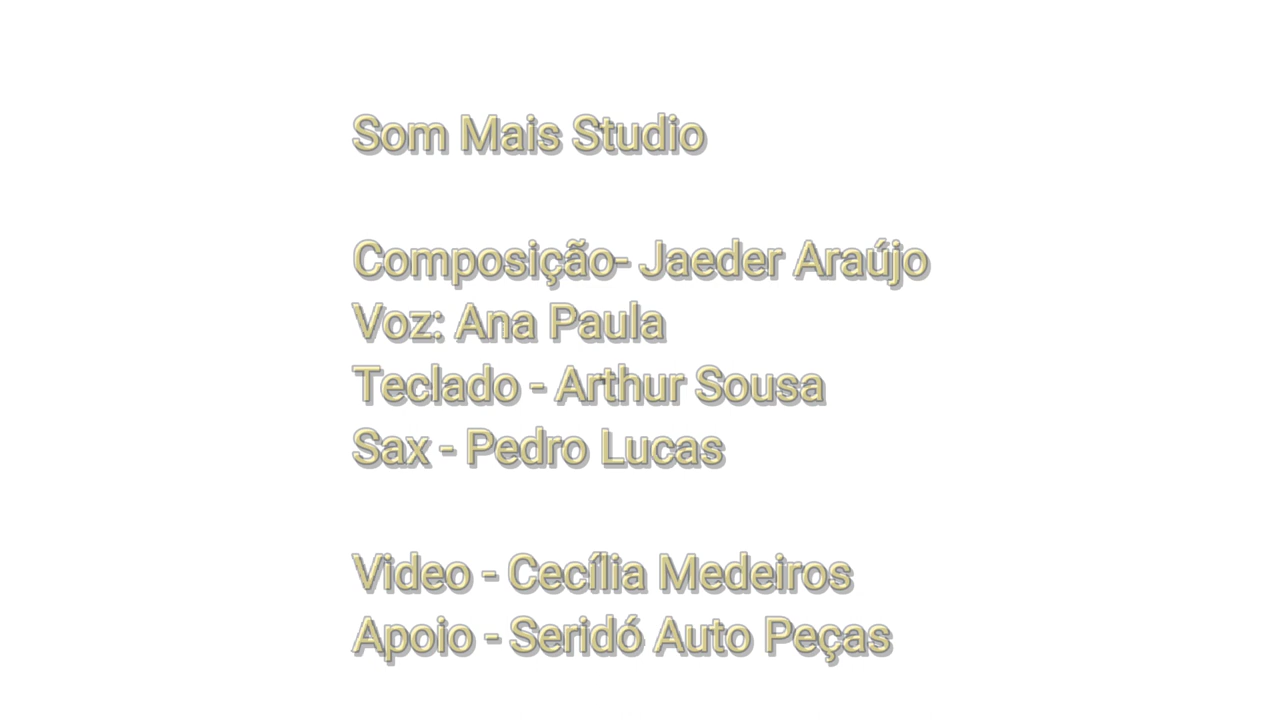 Som Mais Studio
Composição- Jaeder Araújo
Voz: Ana Paula
Teclado - Arthur Sousa
Sax - Pedro Lucas
Video - Cecília Medeiros
Apoio - Seridó Auto Peças